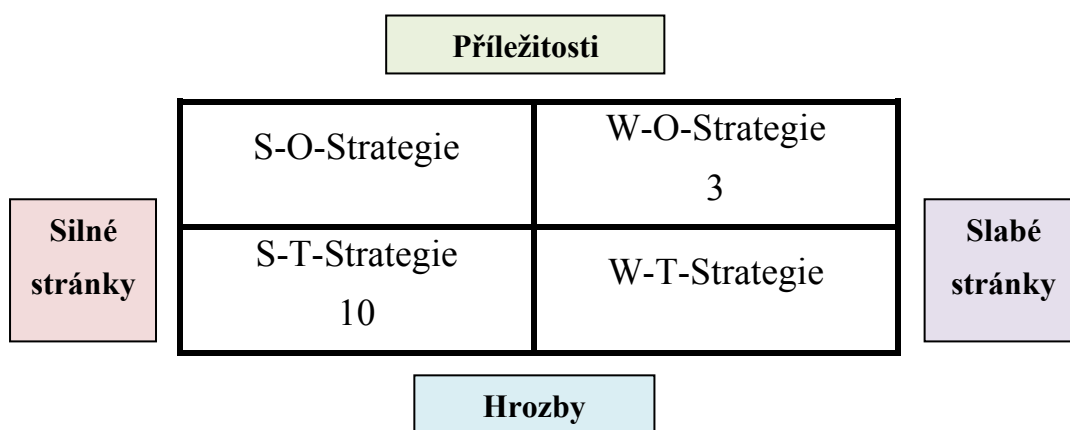 Příležitosti
S-O-Strategie
W-O-Strategie
3
Silné
stránky
S-T-Strategie
10
W-T-Strategie
Slabé
stránky
Hrozby